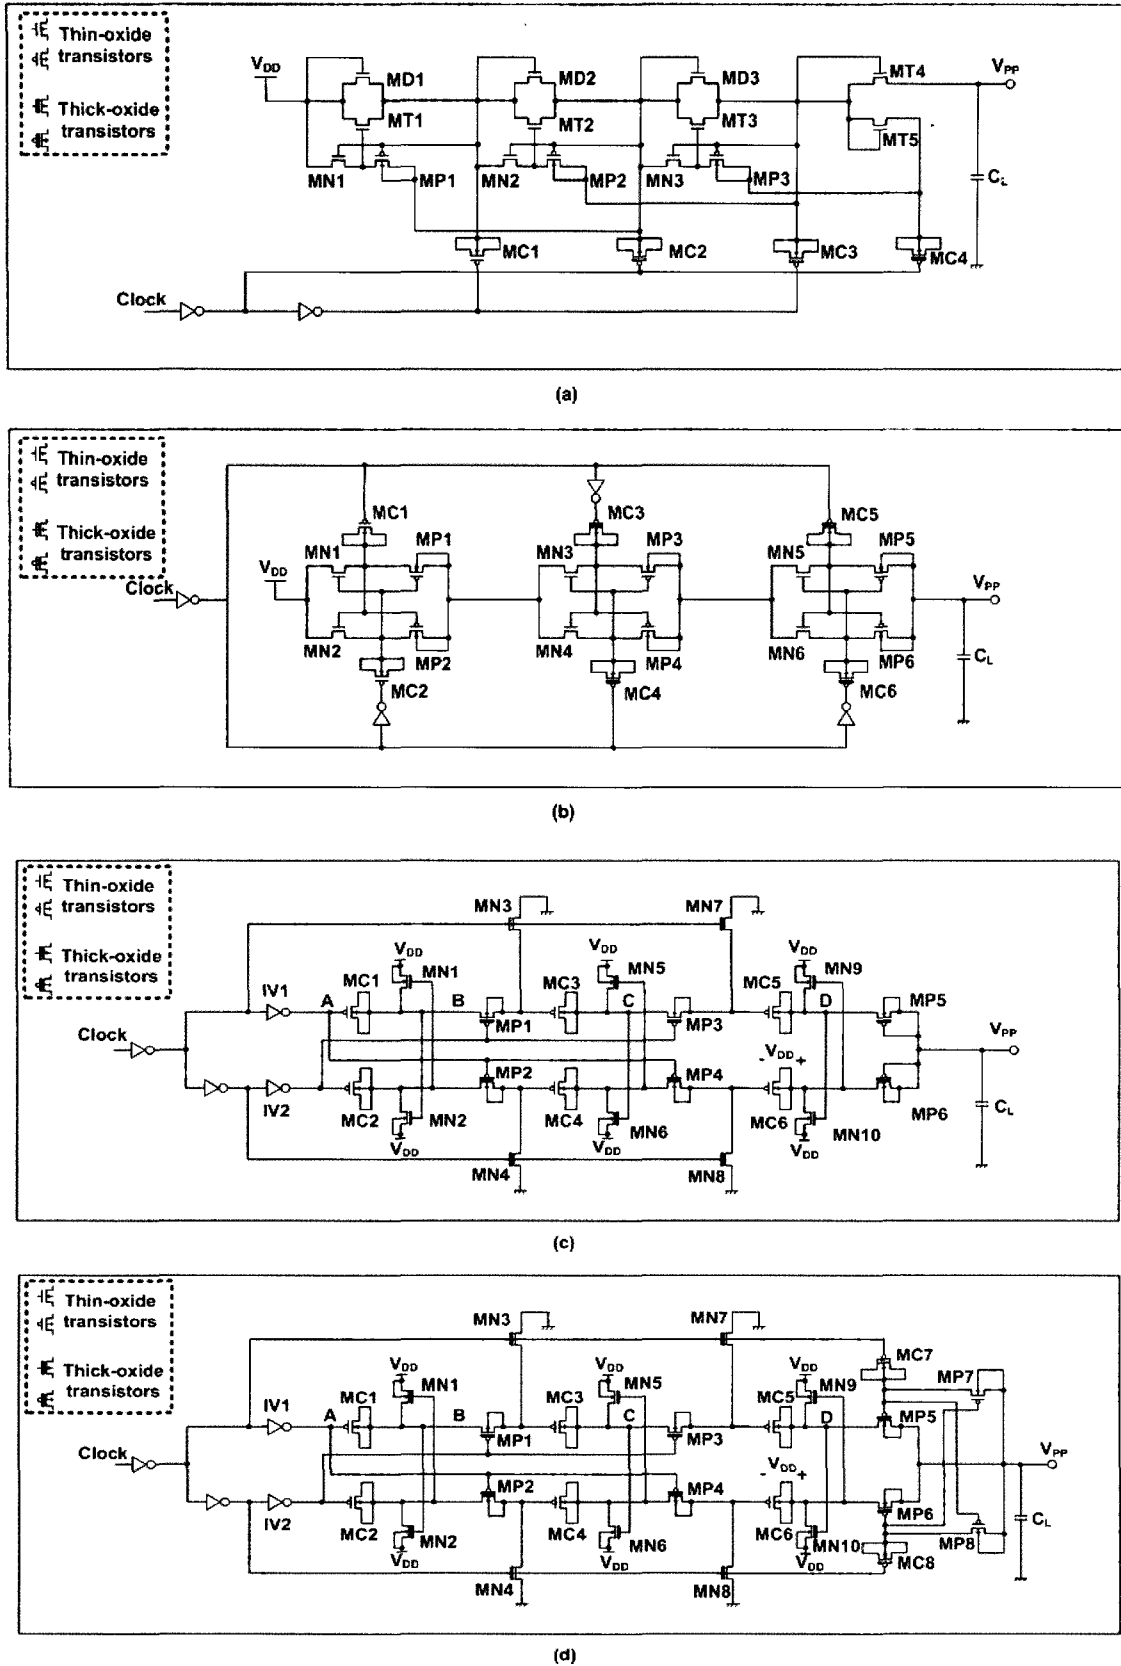 Thin-oxide
transistors
Thick-oxide
transistors
VDD
MD1
MD2
MD3
MT4
VPP
MT1
MT2
MT3
MT5
MN1
MP1
MN2
MP2
MN3
MP3
CL
MC1
MC2
MC3
MC4
Clock
(a)
Thin-oxide
transistors
Thick-oxide
transistors
MC1
MC3
MC5
MN1
MP1
MN3
MP3
MN5
MP5
VDD
Clock
VPP
MN2
MP2
MN4
MP4
MN6
MP6
CL
MC2
MC4
MC6
(b)
Thin-oxide
transistors
Thick-oxide
transistors
MN3
MN7
VDD
VDD
VDD
MC1
MN1
MC3
MN5
MC5
MN9
IV1
A
B
C
D
MP5
MP1
MP3
Clock
VPP
MP2
MP4
- VDD +
IV2
MC2
MN2
MC4
MN6
MC6
MN10
MP6
CL
VDD
VDD
VDD
MN4
MN8
(c)
Thin-oxide
transistors
Thick-oxide
transistors
MN3
MN7
MC7
MP7
VDD
VDD
VDD
MC1
MN1
MC3
MN5
MC5
MN9
IV1
A
B
C
D
MP5
MP1
MP3
Clock
VPP
MP2
MP4
- VDD +
IV2
MC2
MN2
MC4
MN6
MC6
MN10
MP6
MP8
CL
VDD
VDD
VDD
MC8
MN4
MN8
(d)